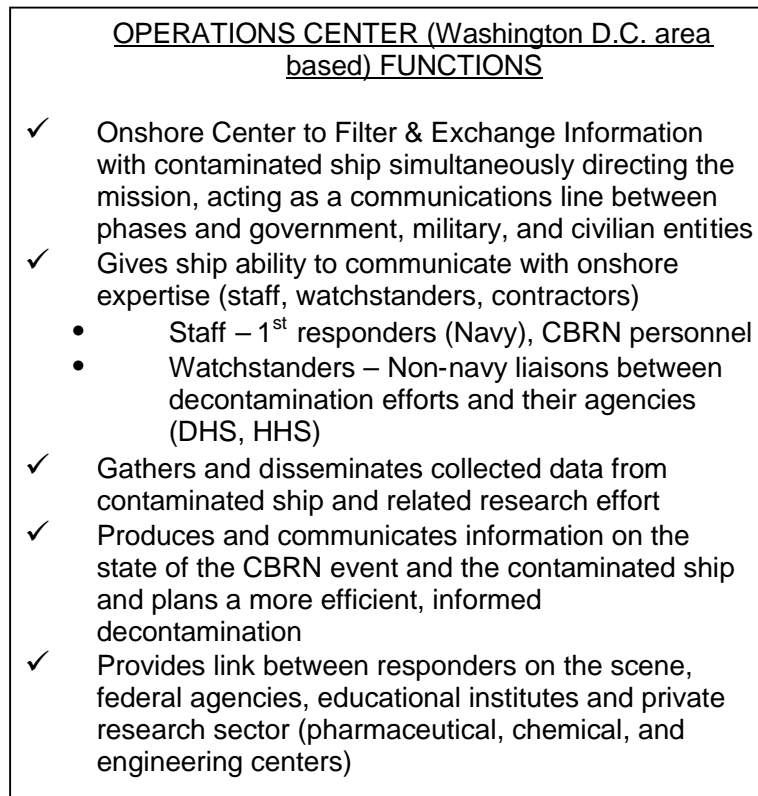 OPERATIONS CENTER (Washington D.C. area
based) FUNCTIONS
✓ Onshore Center to Filter & Exchange Information
with contaminated ship simultaneously directing the
mission, acting as a communications line between
phases and government, military, and civilian entities
✓ Gives ship ability to communicate with onshore
expertise (staff, watchstanders, contractors)
• Staff – 1st responders (Navy), CBRN personnel
• Watchstanders – Non-navy liaisons between
decontamination efforts and their agencies
(DHS, HHS)
✓ Gathers and disseminates collected data from
contaminated ship and related research effort
✓ Produces and communicates information on the
state of the CBRN event and the contaminated ship
and plans a more efficient, informed
decontamination
✓ Provides link between responders on the scene,
federal agencies, educational institutes and private
research sector (pharmaceutical, chemical, and
engineering centers)